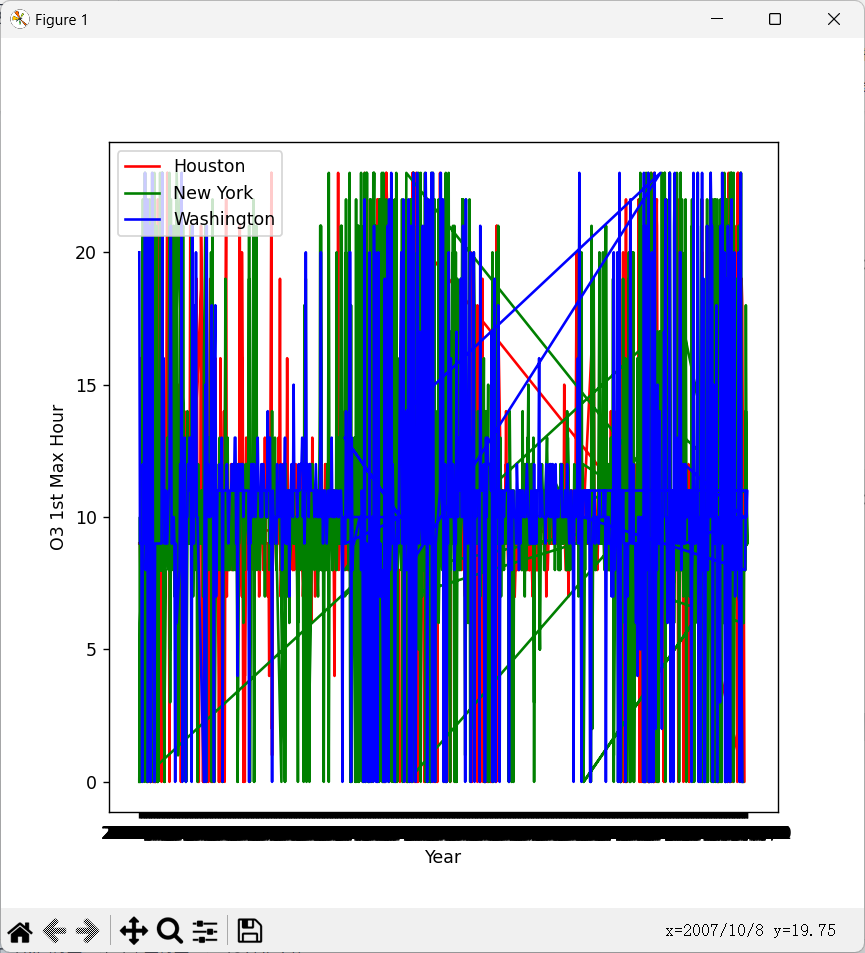 Figure 1
Houston
New York
Washington
20
15
10
5
0
O3 1st Max Hour
Year
x=2007/10/8 y=19.75